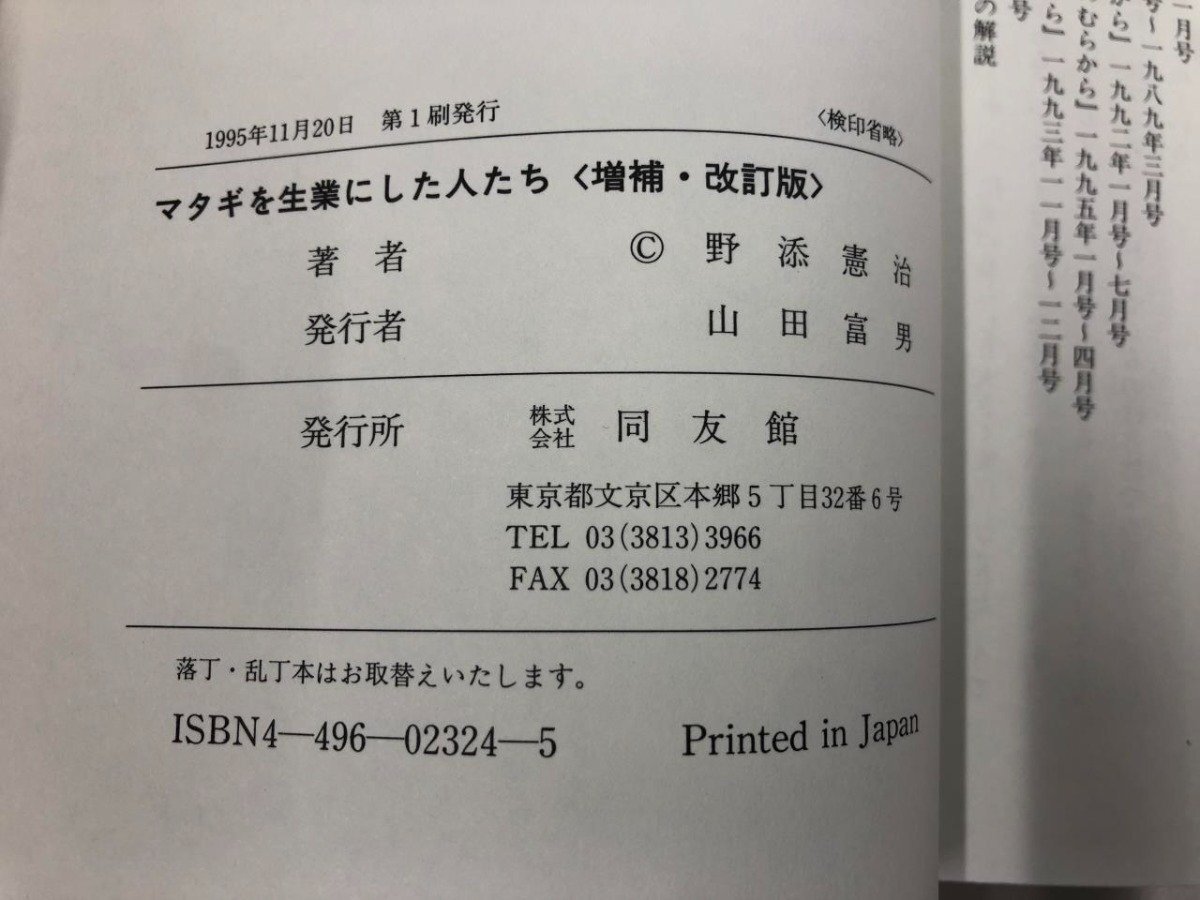 1995年11月20日　第1刷発行　〈検印省略〉
マタギを生業にした人たち〈増補・改訂版〉
著者　© 野添憲治
発行者　山田富男
発行所　株式会社 同友館
東京都文京区本郷5丁目32番6号
TEL 03(3813)3966
FAX 03(3818)2774
落丁・乱丁本はお取替えいたします。
ISBN4—496—02324—5　Printed in Japan
一月号
号〜一九八九年三月号
から』一九九二年一月号〜七月号
むらから』一九九五年一月号〜四月号
ら』一九九三年一一月号〜一二月号
号
の解説